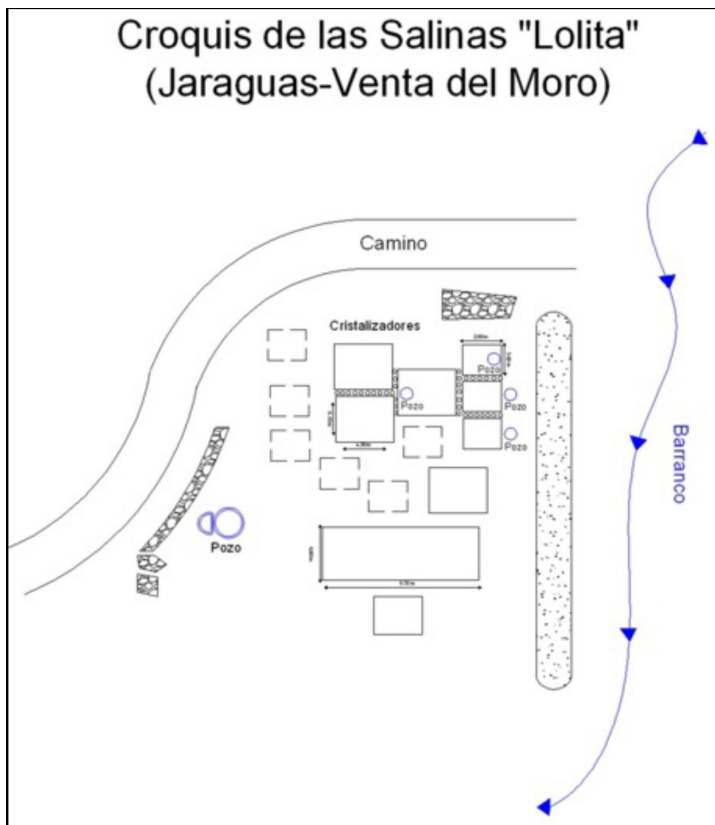 Croquis de las Salinas "Lolita"
(Jaraguas-Venta del Moro)
Camino
Cristalizadores
Pozo
Pozo
Pozo
Pozo
Barranco
Pozo